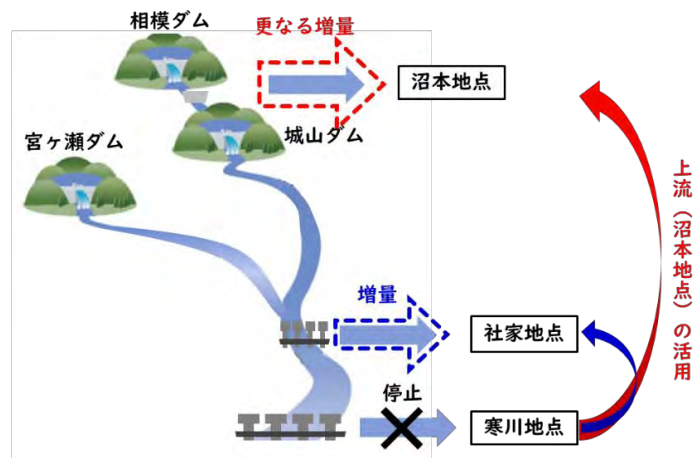 相模ダム
更なる増量
沼本地点
宮ヶ瀬ダム
城山ダム
上流（沼本地点）の活用
増量
社家地点
停止
寒川地点